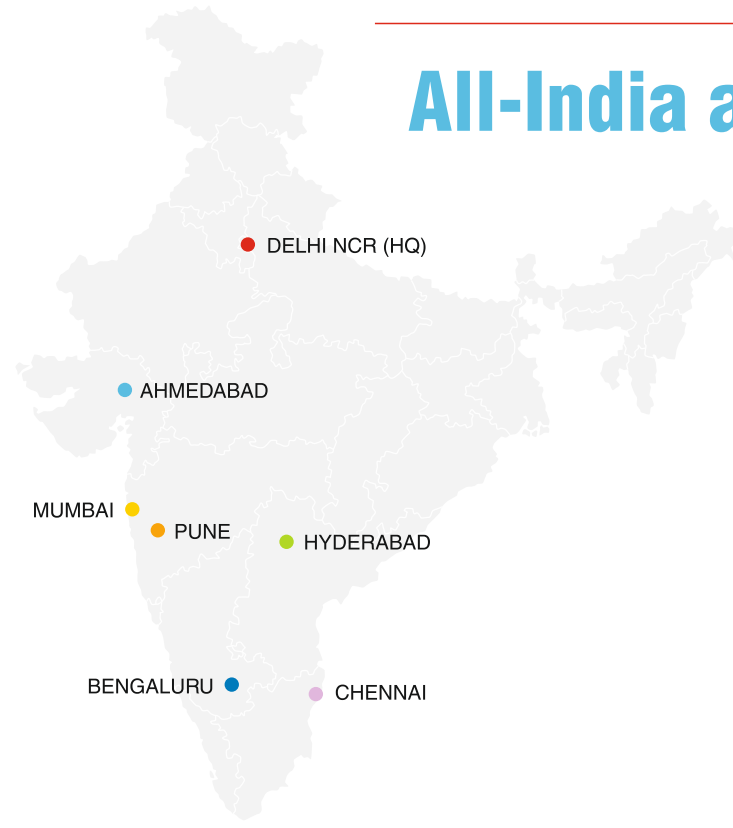 All-India a
DELHI NCR (HQ)
AHMEDABAD
MUMBAI
PUNE
HYDERABAD
BENGALURU
CHENNAI